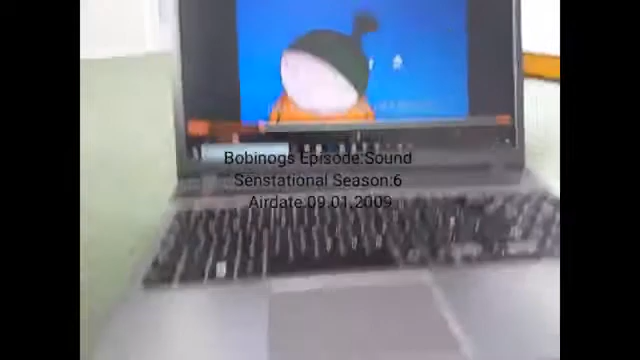 Bobinogs Episode:Sound
Senstational Season:6
Airdate:09.01.2009